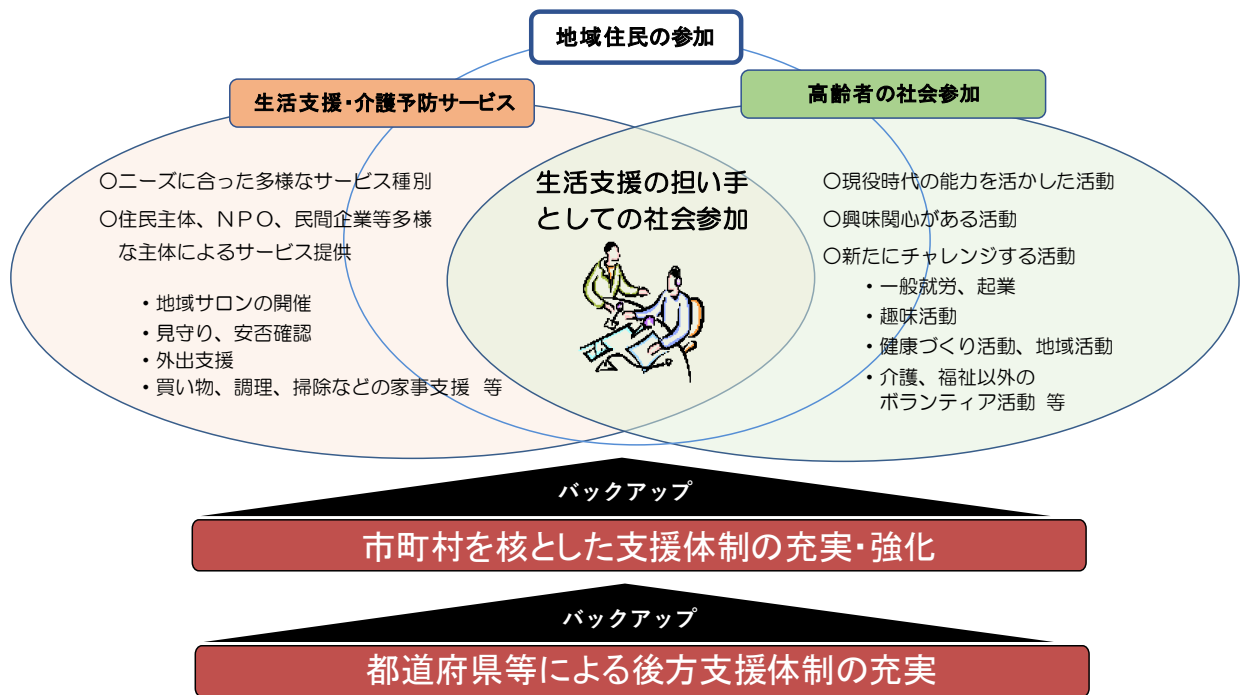 地域住民の参加
生活支援・介護予防サービス
高齢者の社会参加
〇ニーズに合った多様なサービス種別
〇住民主体、ＮＰＯ、民間企業等多様
な主体によるサービス提供
・地域サロンの開催
・見守り、安否確認
・外出支援
・買い物、調理、掃除などの家事支援 等
生活支援の担い手
としての社会参加
〇現役時代の能力を活かした活動
〇興味関心がある活動
〇新たにチャレンジする活動
・一般就労、起業
・趣味活動
・健康づくり活動、地域活動
・介護、福祉以外の
ボランティア活動 等
バックアップ
市町村を核とした支援体制の充実・強化
バックアップ
都道府県等による後方支援体制の充実